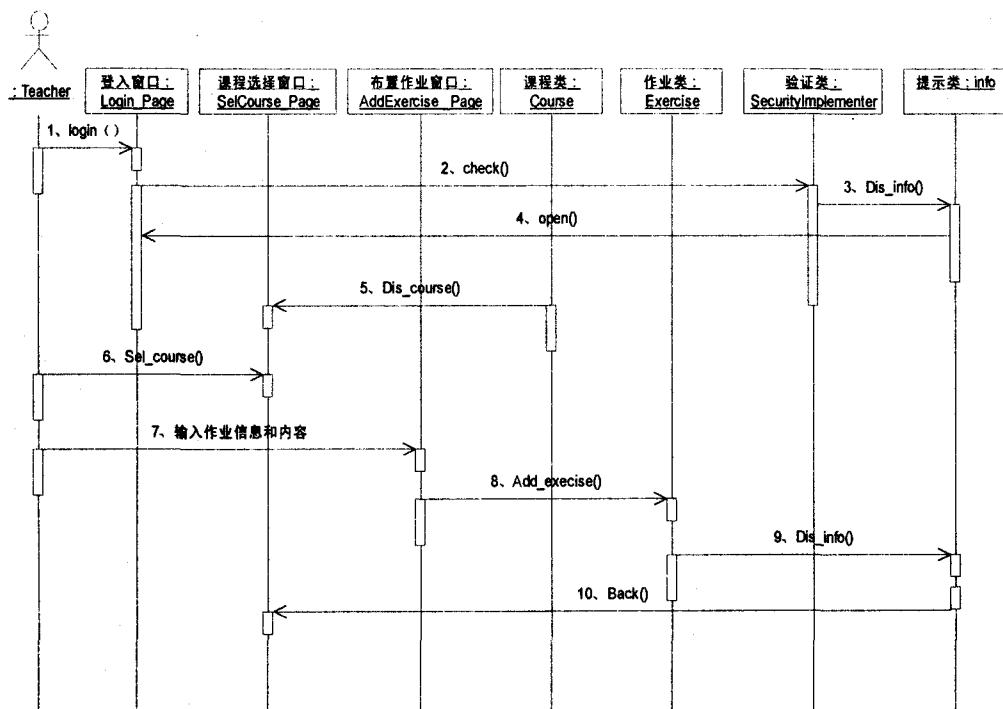 : Teacher
登入窗口：
Login_Page
课程选择窗口：
SelCourse_Page
布置作业窗口：
AddExercise_Page
课程类：
Course
作业类：
Exercise
验证类：
SecurityImplementer
提示类：info
1、login（）
2、check()
3、Dis_info()
4、open()
5、Dis_course()
6、Sel_course()
7、输入作业信息和内容
8、Add_execise()
9、Dis_info()
10、Back()